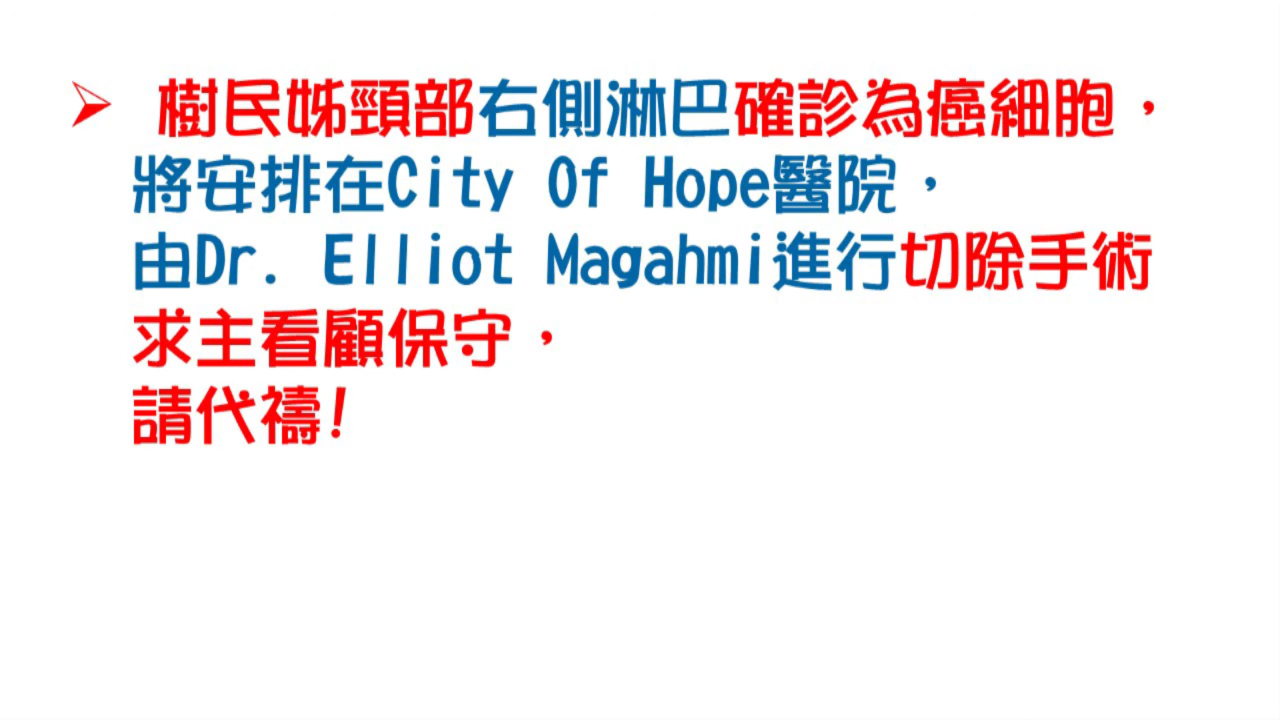 樹民姊頸部右側淋巴確診為癌細胞，
將安排在City Of Hope醫院，
由Dr. Elliot Magahmi進行切除手術
求主看顧保守，
請代禱!